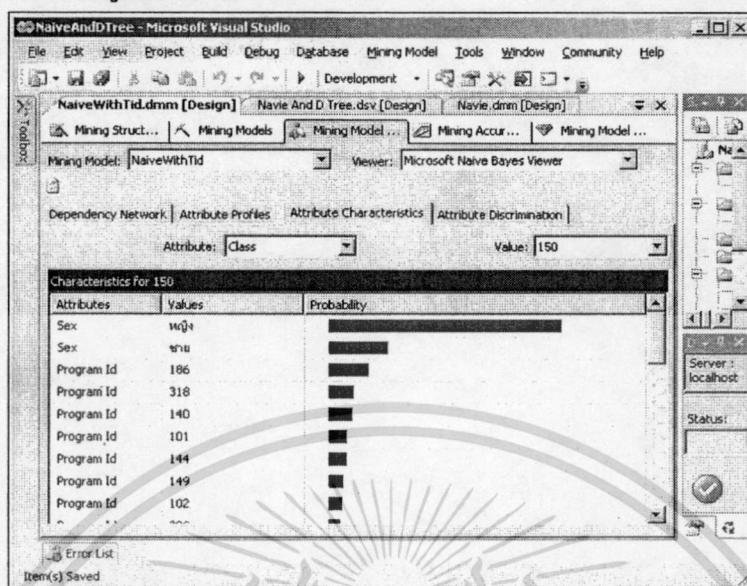 NaiveAndDTree - Microsoft Visual Studio
File Edit View Project Build Debug Database Mining Model Tools Window Community Help
Development
NaiveWithTid.dmm [Design] Navie And D Tree.dsv [Design] Navie.dmm [Design]
Toolbox
Mining Struct... Mining Models Mining Model ... Mining Accur... Mining Model ...
Mining Model: NaiveWithTid Viewer: Microsoft Naive Bayes Viewer
Dependency Network Attribute Profiles Attribute Characteristics Attribute Discrimination
Attribute: Class Value: 150
Characteristics for 150
Attributes Values Probability
Sex หญิง
Sex ชาย
Program Id 186
Program Id 318
Program Id 140
Program Id 101
Program Id 144
Program Id 149
Program Id 102
Na
Server :
localhost
Status:
Error List
Item(s) Saved